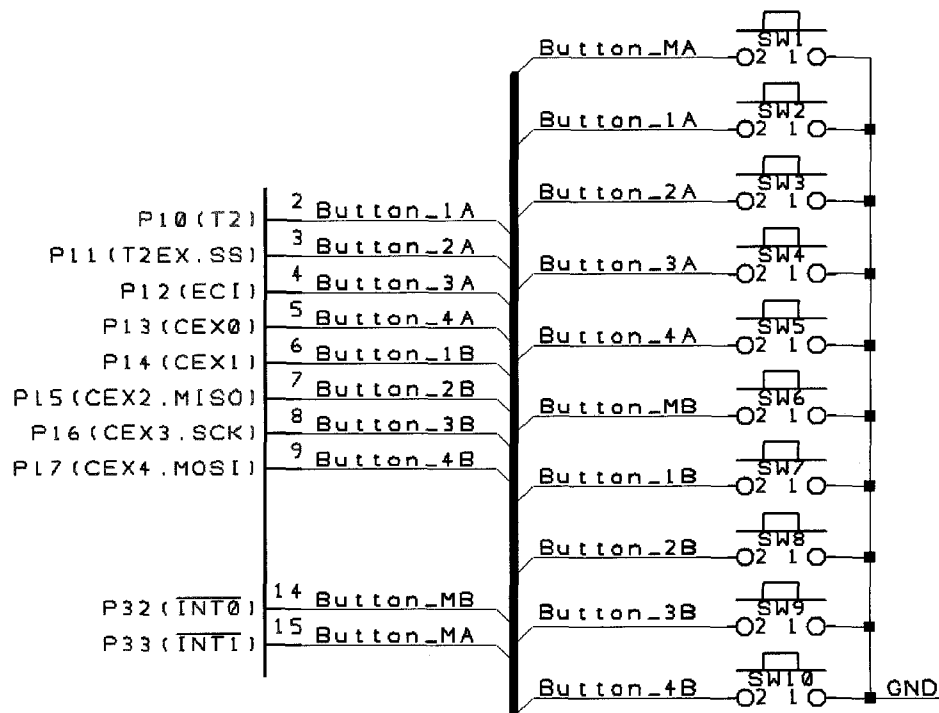 Button_MA SW1
2 1
Button_1A SW2
2 1
Button_2A SW3
2 1
Button_3A SW4
2 1
Button_4A SW5
2 1
Button_MB SW6
2 1
Button_1B SW7
2 1
Button_2B SW8
2 1
Button_3B SW9
2 1
Button_4B SW10
2 1
GND
P10(T2) 2 Button_1A
P11(T2EX.SS) 3 Button_2A
P12(ECI) 4 Button_3A
P13(CEX0) 5 Button_4A
P14(CEX1) 6 Button_1B
P15(CEX2.MISO) 7 Button_2B
P16(CEX3.SCK) 8 Button_3B
P17(CEX4.MOSI) 9 Button_4B
P32(INT0) 14 Button_MB
P33(INT1) 15 Button_MA